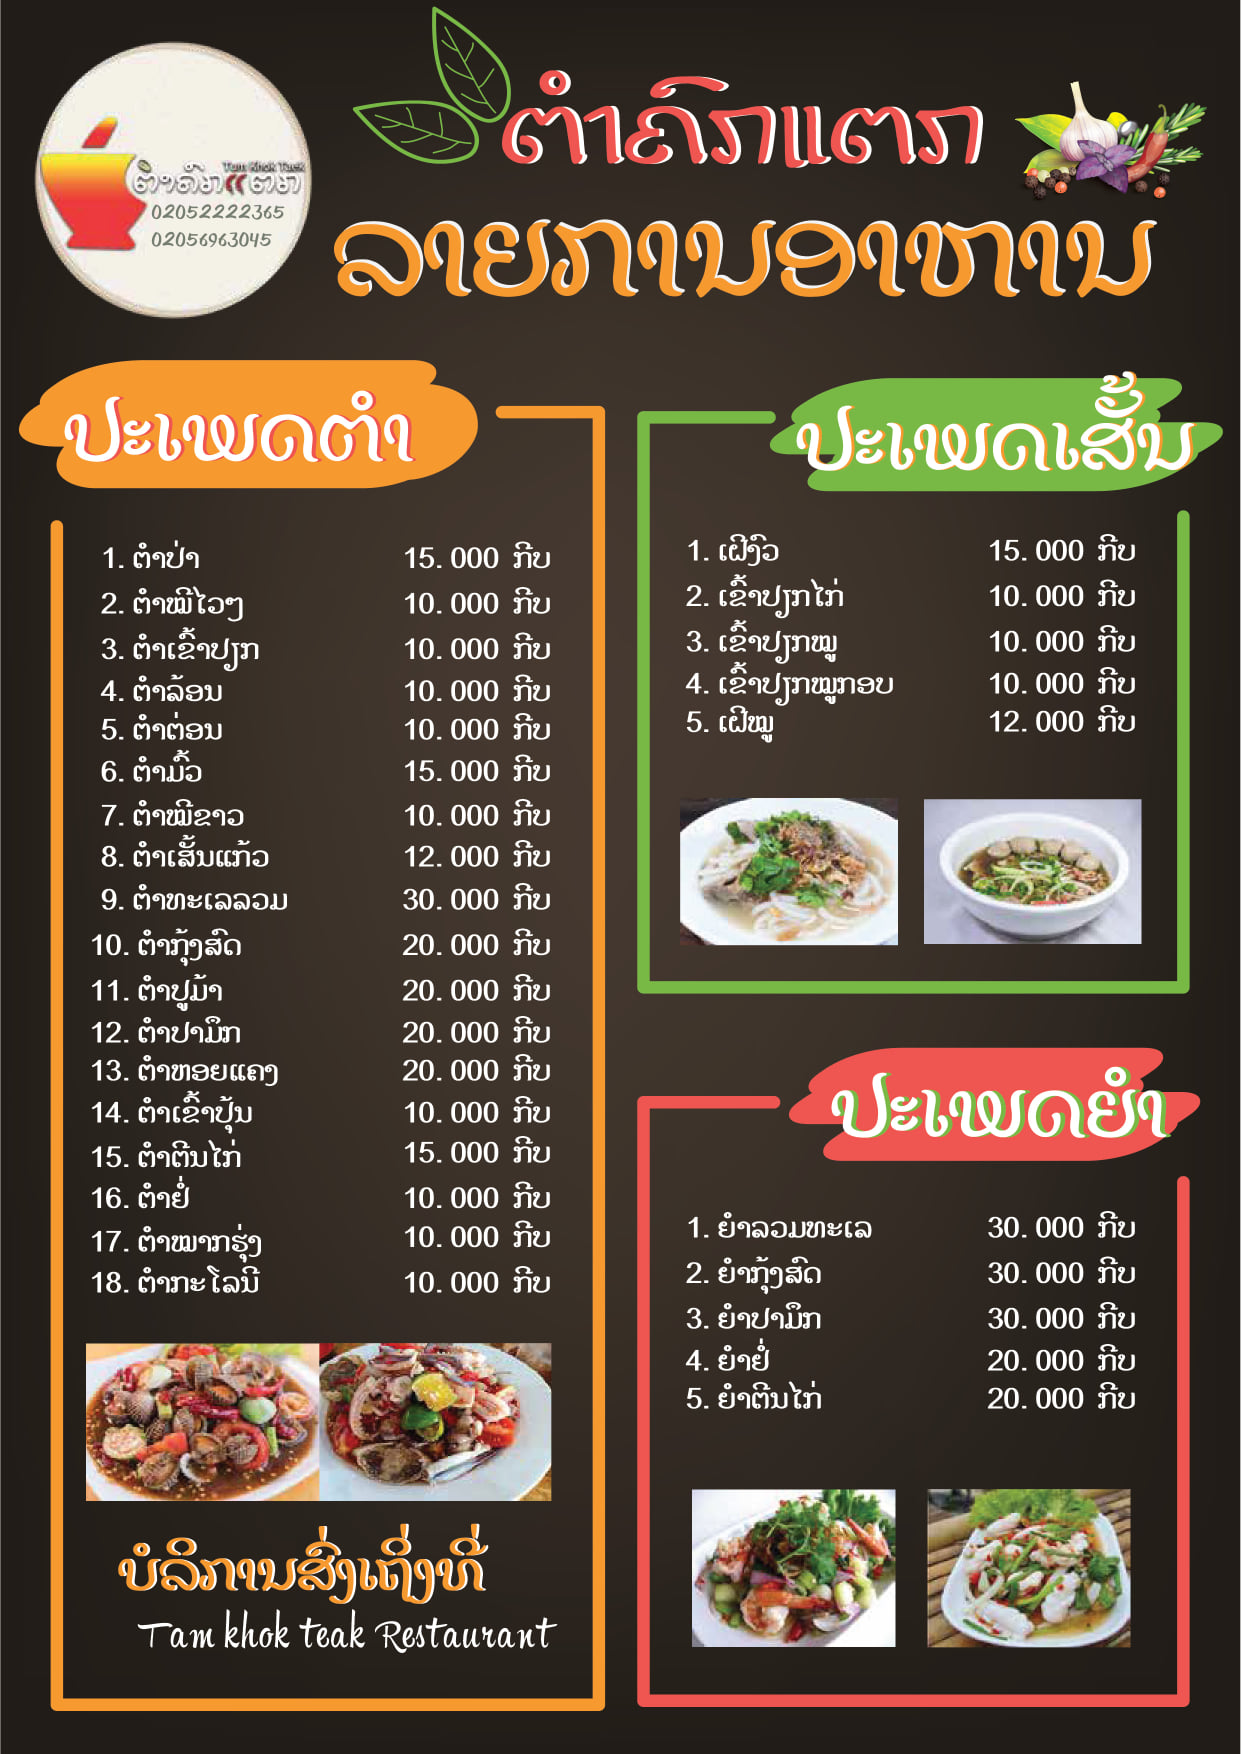 Tam Khok Taek
ຕຳຄົກແຕກ
02052222365
02056963045
ຕຳຄົກແຕກ
ລາຍການອາຫານ
ປະເພດຕຳ
1. ຕຳປ່າ 15.000 ກີບ
2. ຕຳໝີໄວໆ 10.000 ກີບ
3. ຕຳເຂົ້າປຽກ 10.000 ກີບ
4. ຕຳລ້ອນ 10.000 ກີບ
5. ຕຳຕ່ອນ 10.000 ກີບ
6. ຕຳມົ້ວ 15.000 ກີບ
7. ຕຳໝີຂາວ 10.000 ກີບ
8. ຕຳເສັ້ນແກ້ວ 12.000 ກີບ
9. ຕຳທະເລລວມ 30.000 ກີບ
10. ຕຳກຸ້ງສົດ 20.000 ກີບ
11. ຕຳປູມ້າ 20.000 ກີບ
12. ຕຳປາມຶກ 20.000 ກີບ
13. ຕຳຫອຍແຄງ 20.000 ກີບ
14. ຕຳເຂົ້າປຸ້ນ 10.000 ກີບ
15. ຕຳຕີນໄກ່ 15.000 ກີບ
16. ຕຳຢໍ່ 10.000 ກີບ
17. ຕຳໝາກຮຸ່ງ 10.000 ກີບ
18. ຕຳກະໂລນີ 10.000 ກີບ
ບໍລິການສົ່ງເຖິ່ງທີ່
Tam khok teak Restaurant
ປະເພດເສັ້ນ
1. ເຝີງົວ 15.000 ກີບ
2. ເຂົ້າປຽກໄກ່ 10.000 ກີບ
3. ເຂົ້າປຽກໝູ 10.000 ກີບ
4. ເຂົ້າປຽກໝູກອບ 10.000 ກີບ
5. ເຝີໝູ 12.000 ກີບ
ປະເພດຍຳ
1. ຍຳລວມທະເລ 30.000 ກີບ
2. ຍຳກຸ້ງສົດ 30.000 ກີບ
3. ຍຳປາມຶກ 30.000 ກີບ
4. ຍຳຢໍ່ 20.000 ກີບ
5. ຍຳຕີນໄກ່ 20.000 ກີບ